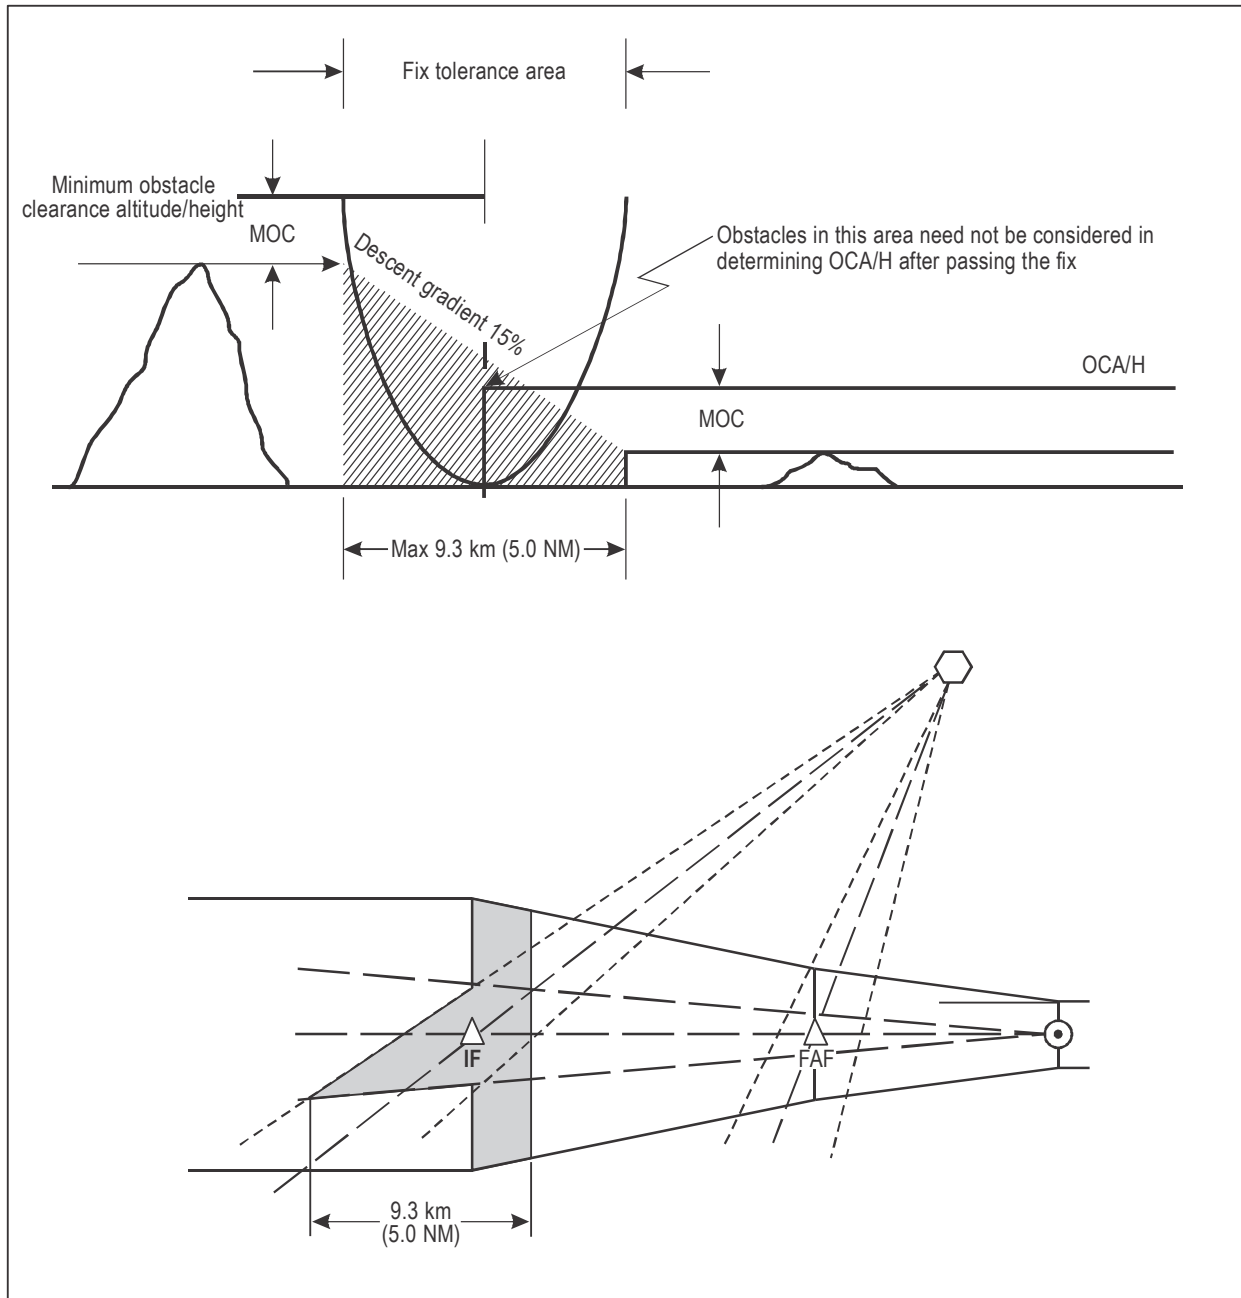 Fix tolerance area
Minimum obstacle
clearance altitude/height
MOC
Descent gradient 15%
Obstacles in this area need not be considered in
determining OCA/H after passing the fix
OCA/H
MOC
Max 9.3 km (5.0 NM)
IF
FAF
9.3 km
(5.0 NM)